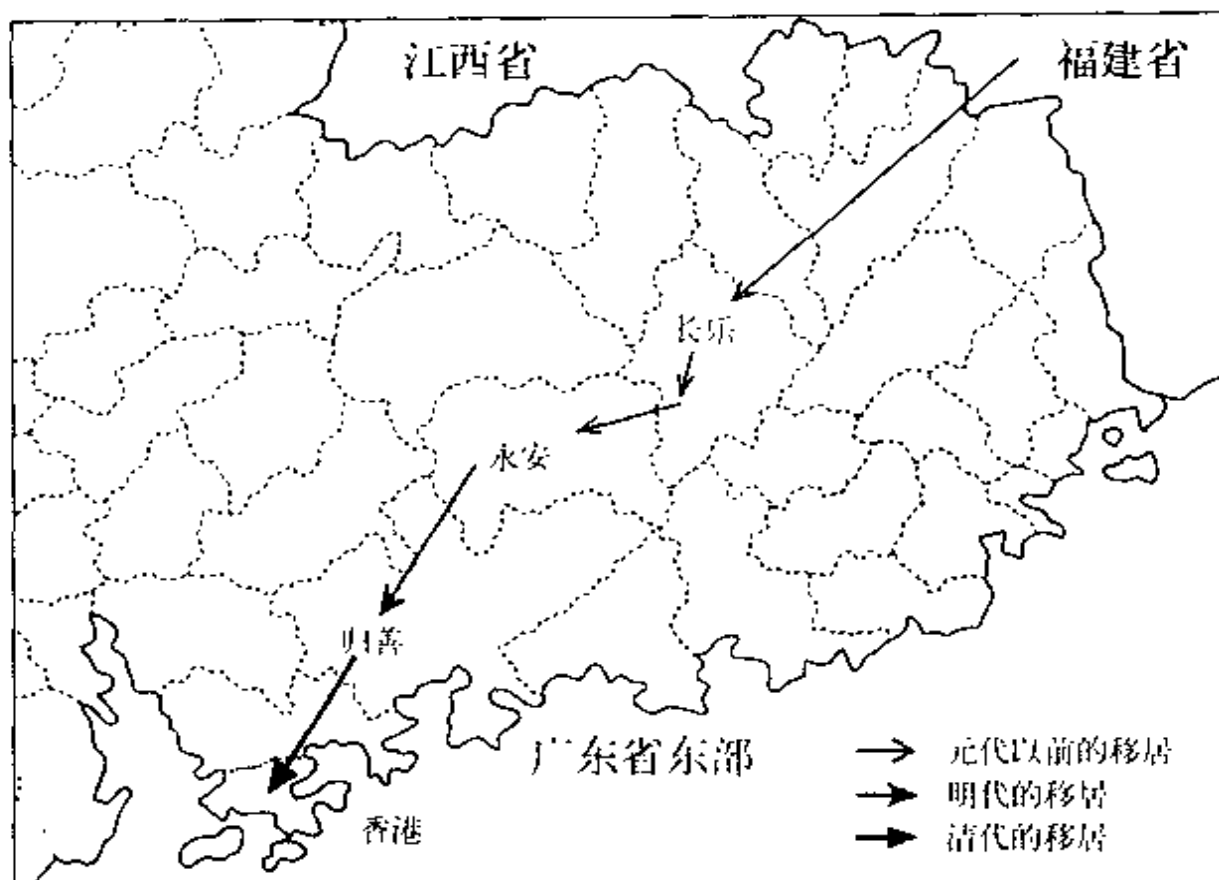 江西省
福建省
长乐
永安
归善
广东省东部
香港
元代以前的移居
明代的移居
清代的移居